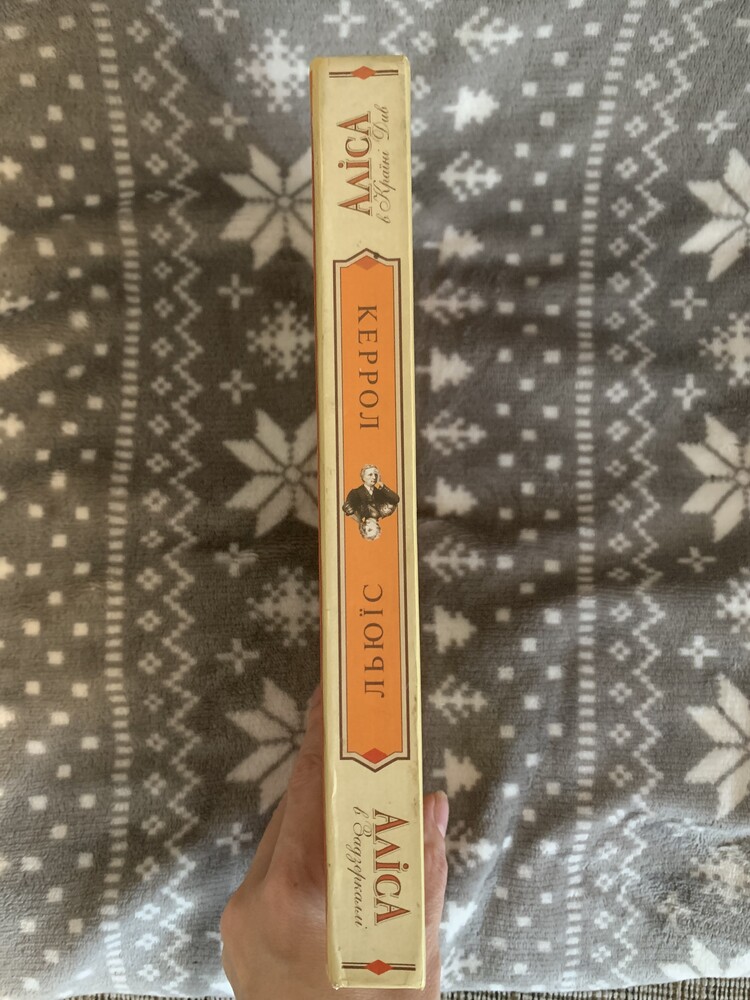 АЛІСА
в Країні Див
КЕРРОЛ
ЛЬЮЇС
АЛІСА
в Задзеркаллі